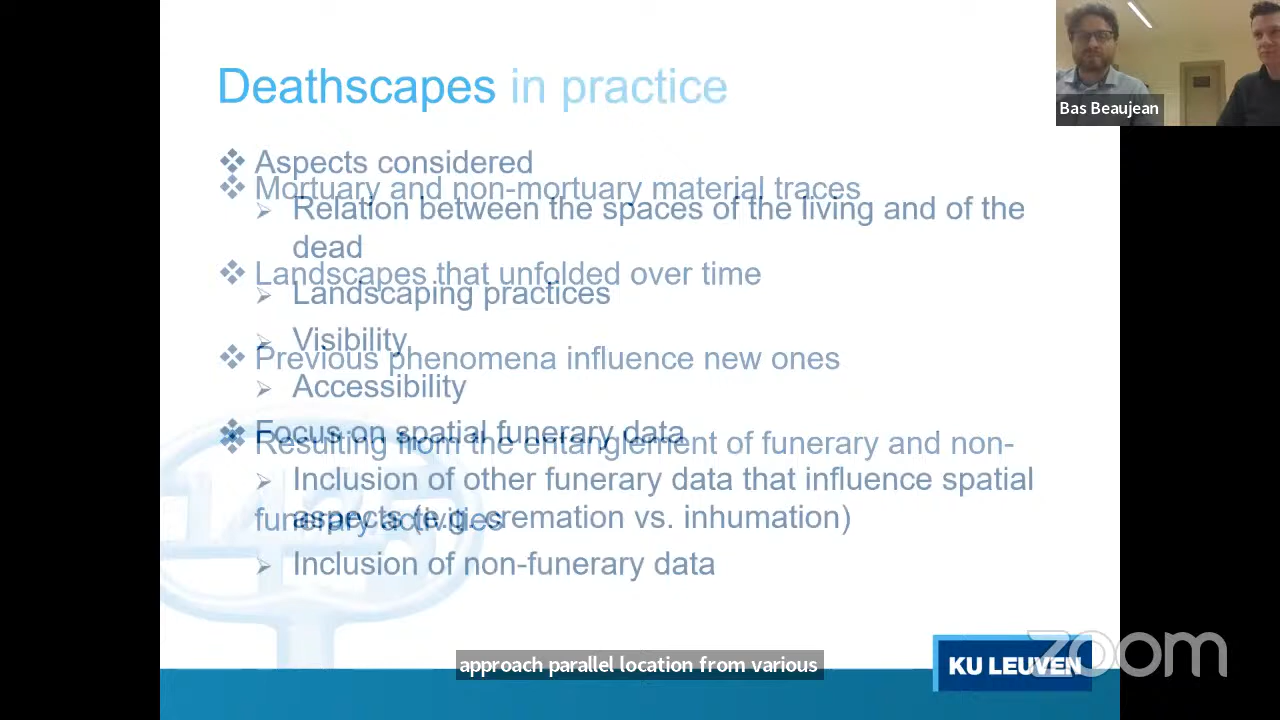 Deathscapes in practice
Bas Beaujean
Aspects considered
Mortuary and non-mortuary material traces
Relation between the spaces of the living and of the
dead
Landscapes that unfolded over time
Landscaping practices
Visibility
Previous phenomena influence new ones
Accessibility
Focus on spatial funerary data
Resulting from the entanglement of funerary and non-
Inclusion of other funerary data that influence spatial
aspects (e.g. cremation vs. inhumation)
funerary activities
Inclusion of non-funerary data
approach parallel location from various
KU LEUVEN
zoom